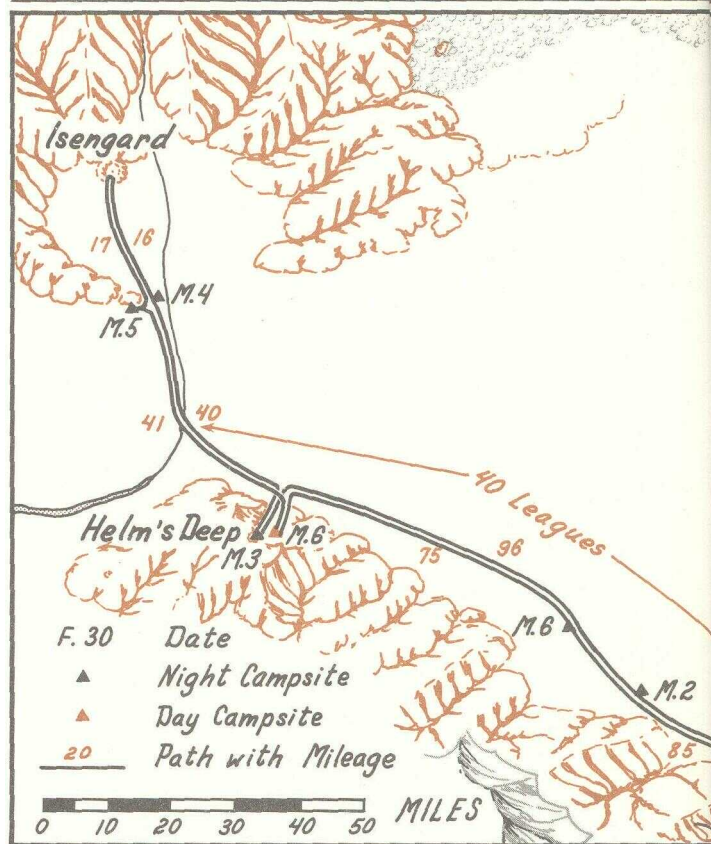 Isengard
17 16
M.4
M.5
41 40
40 Leagues
Helm's Deep
M.6
M.3
75
96
M.6
M.2
85
F. 30 Date
Night Campsite
Day Campsite
20 Path with Mileage
0 10 20 30 40 50 MILES